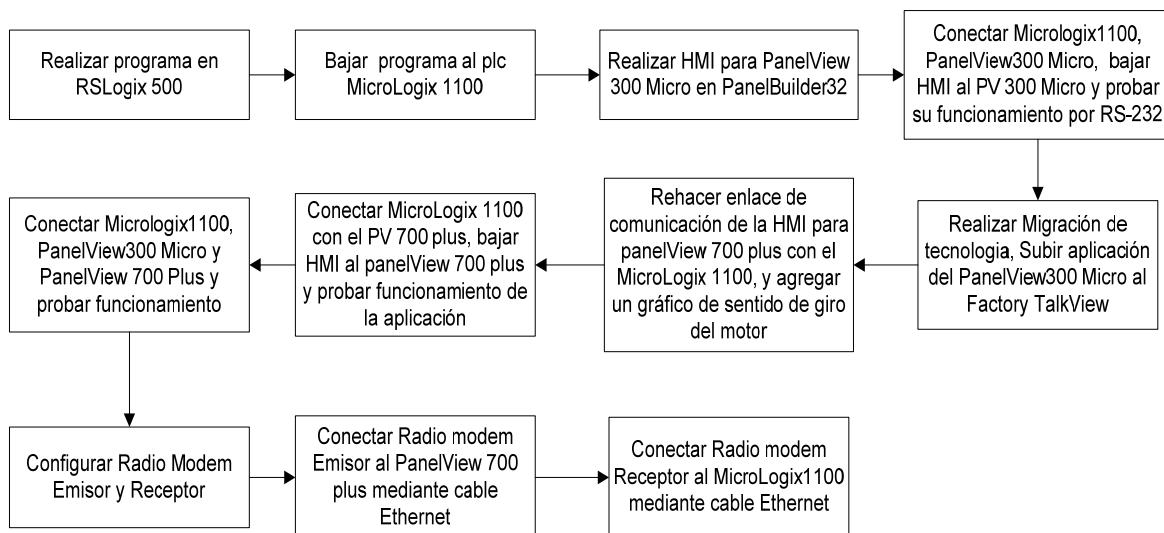 Realizar programa en
RSLogix 500
Bajar programa al plc
MicroLogix 1100
Realizar HMI para PanelView
300 Micro en PanelBuilder32
Conectar Micrologix1100,
PanelView300 Micro, bajar
HMI al PV 300 Micro y probar
su funcionamiento por RS-232
Realizar Migración de
tecnologia, Subir aplicación
del PanelView300 Micro al
Factory TalkView
Rehacer enlace de
comunicación de la HMI para
panelView 700 plus con el
MicroLogix 1100, y agregar
un gráfico de sentido de giro
del motor
Conectar MicroLogix 1100
con el PV 700 plus, bajar
HMI al panelView 700 plus
y probar funcionamiento de
la aplicación
Conectar Micrologix1100,
PanelView300 Micro y
PanelView 700 Plus y
probar funcionamiento
Configurar Radio Modem
Emisor y Receptor
Conectar Radio modem
Emisor al PanelView 700
plus mediante cable
Ethernet
Conectar Radio modem
Receptor al MicroLogix1100
mediante cable Ethernet